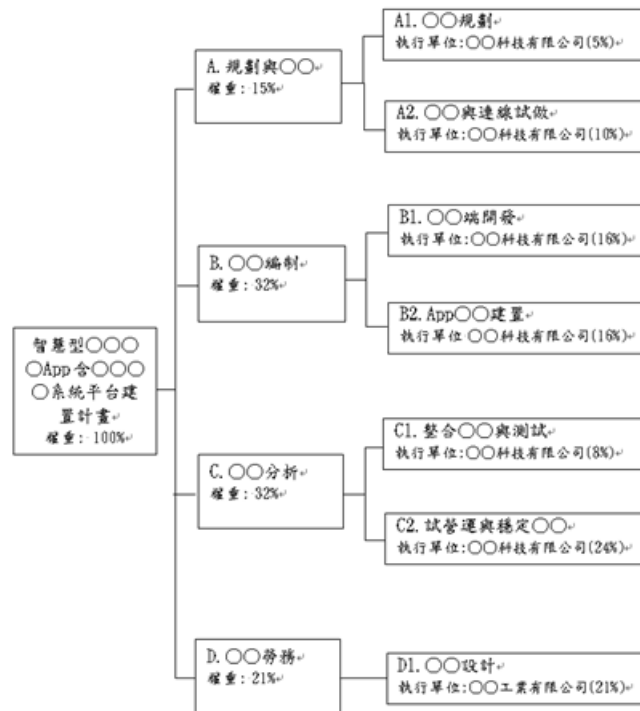 智慧型○○○
○App含○○○
○系統平台建
置計畫
權重: 100%
A. 規劃與○○
權重: 15%
A1. ○○規劃
執行單位:○○科技有限公司(5%)
A2. ○○與連線試做
執行單位:○○科技有限公司(10%)
B. ○○編制
權重: 32%
B1. ○○端開發
執行單位:○○科技有限公司(16%)
B2. App○○建置
執行單位:○○科技有限公司(16%)
C. ○○分析
權重: 32%
C1. 整合○○與測試
執行單位:○○科技有限公司(8%)
C2. 試營運與穩定○○
執行單位:○○科技有限公司(24%)
D. ○○勞務
權重: 21%
D1. ○○設計
執行單位:○○工業有限公司(21%)